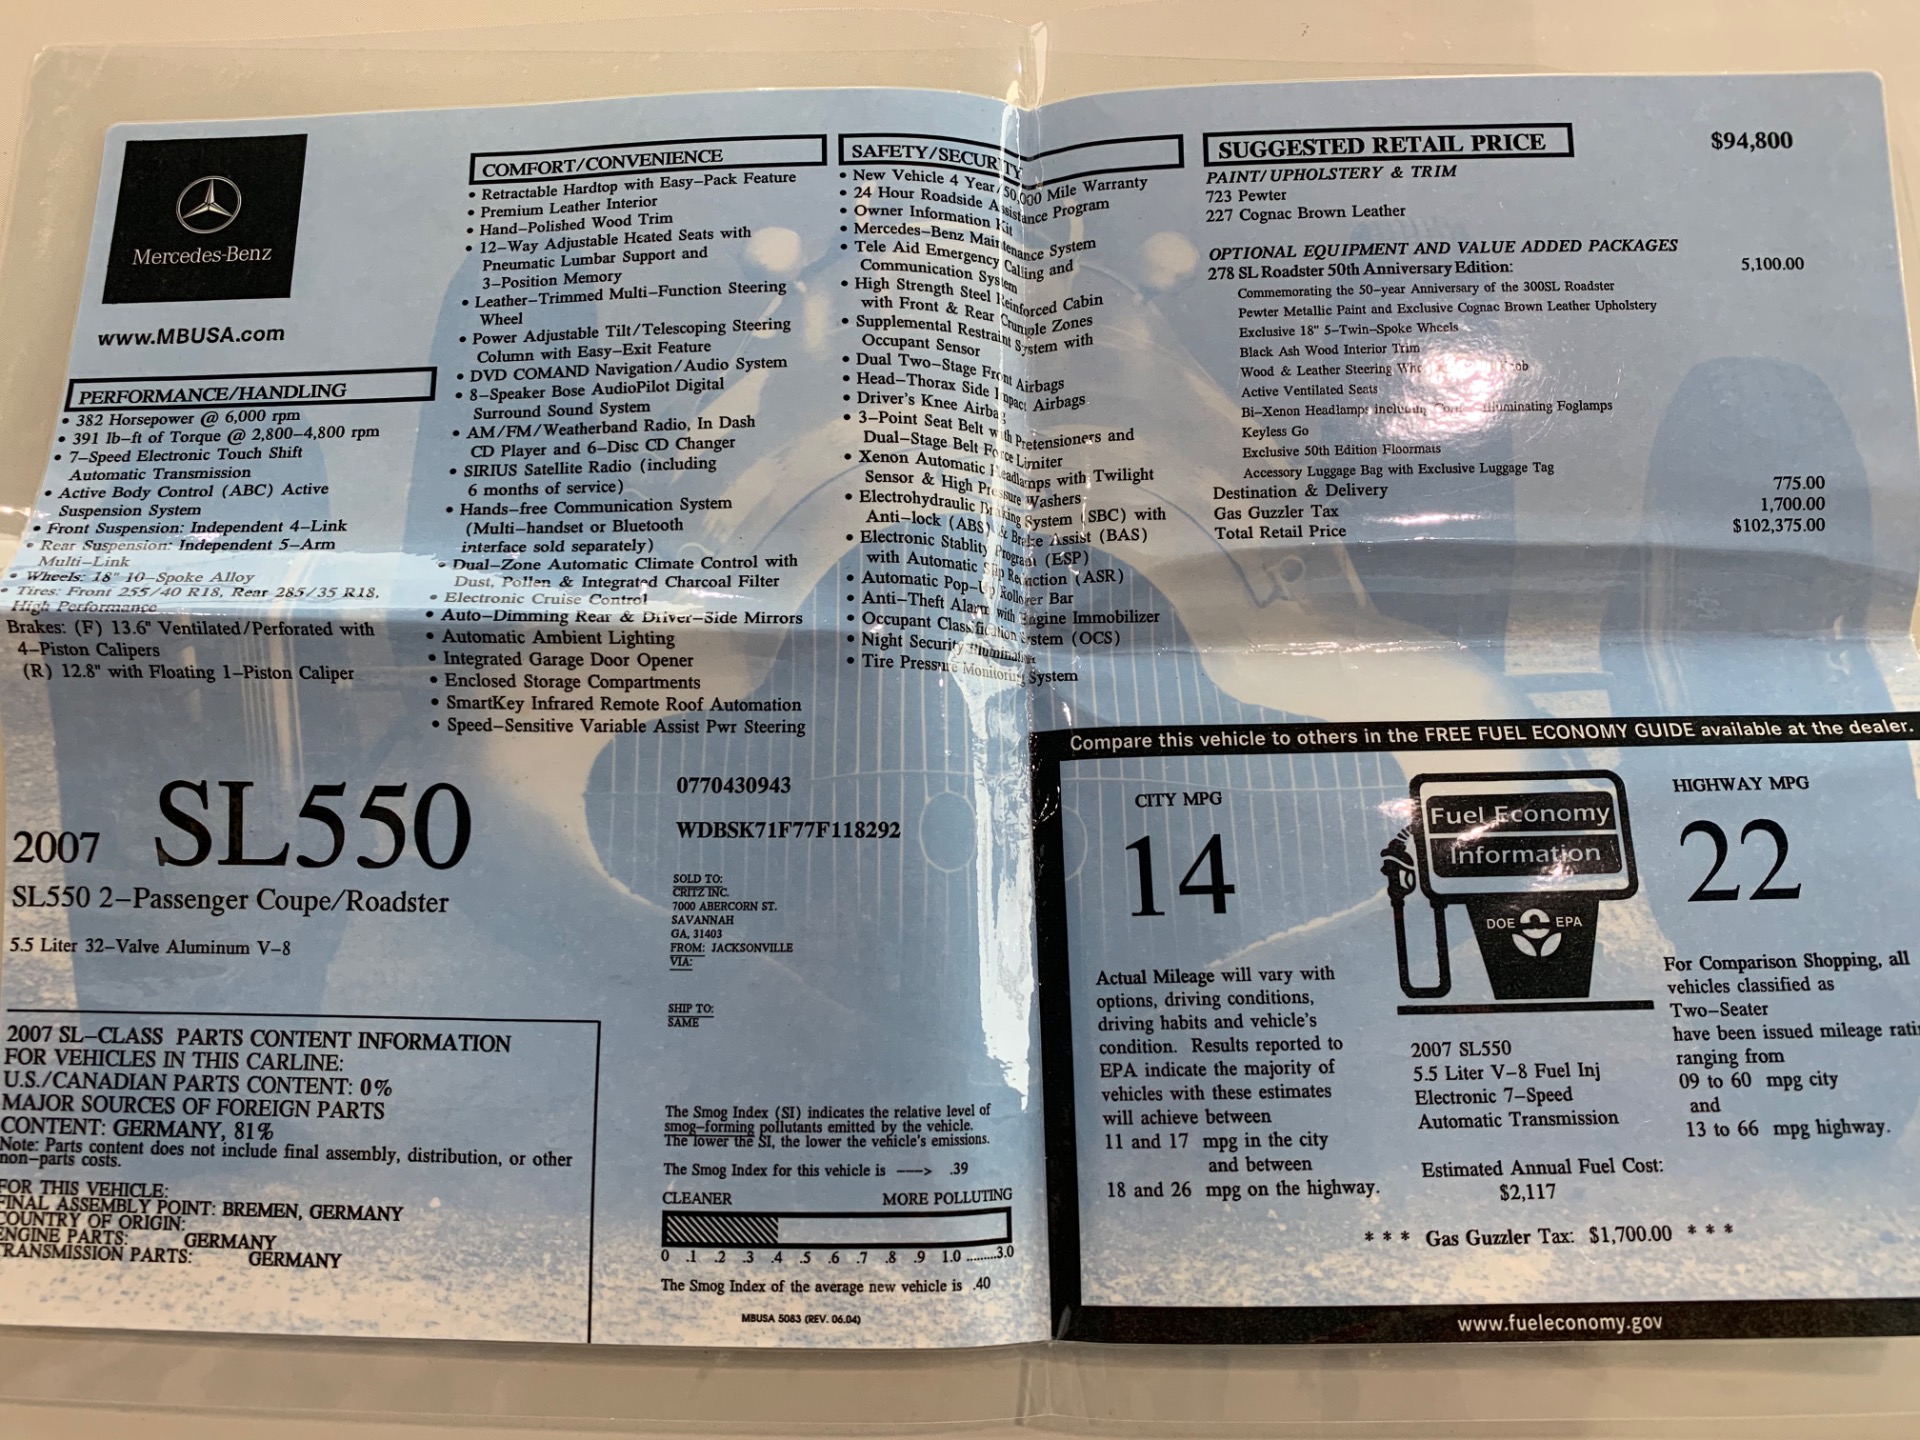 Mercedes-Benz
www.MBUSA.com
PERFORMANCE/HANDLING
• 382 Horsepower @ 6,000 rpm
• 391 lb-ft of Torque @ 2,800-4,800 rpm
• 7-Speed Electronic Touch Shift
Automatic Transmission
• Active Body Control (ABC) Active
Suspension System
• Front Suspension: Independent 4-Link
• Rear Suspension: Independent 5-Arm
Multi-Link
• Wheels: 18" 10-Spoke Alloy
• Tires: Front 255/40 R18, Rear 285/35 R18,
High Performance
Brakes: (F) 13.6" Ventilated/Perforated with
4-Piston Calipers
(R) 12.8" with Floating 1-Piston Caliper
COMFORT/CONVENIENCE
• Retractable Hardtop with Easy-Pack Feature
• Premium Leather Interior
• Hand-Polished Wood Trim
• 12-Way Adjustable Heated Seats with
Pneumatic Lumbar Support and
3-Position Memory
• Leather-Trimmed Multi-Function Steering
Wheel
• Power Adjustable Tilt/Telescoping Steering
Column with Easy-Exit Feature
• DVD COMAND Navigation/Audio System
• 8-Speaker Bose AudioPilot Digital
Surround Sound System
• AM/FM/Weatherband Radio, In Dash
CD Player and 6-Disc CD Changer
• SIRIUS Satellite Radio (including
6 months of service)
• Hands-free Communication System
(Multi-handset or Bluetooth
interface sold separately)
• Dual-Zone Automatic Climate Control with
Dust, Pollen & Integrated Charcoal Filter
• Electronic Cruise Control
• Auto-Dimming Rear & Driver-Side Mirrors
• Automatic Ambient Lighting
• Integrated Garage Door Opener
• Enclosed Storage Compartments
• SmartKey Infrared Remote Roof Automation
• Speed-Sensitive Variable Assist Pwr Steering
SAFETY/SECURITY
• New Vehicle 4 Year/50,000 Mile Warranty
• 24 Hour Roadside Assistance Program
• Owner Information Kit
• Mercedes-Benz Maintenance System
• Tele Aid Emergency Calling and
Communication System
• High Strength Steel Reinforced Cabin
with Front & Rear Crumple Zones
• Supplemental Restraint System with
Occupant Sensor
• Dual Two-Stage Front Airbags
• Head-Thorax Side Impact Airbags
• Driver's Knee Airbag
• 3-Point Seat Belt with Pretensioners and
Dual-Stage Belt Force Limiter
• Xenon Automatic Headlamps with Twilight
Sensor & High Pressure Washers
• Electrohydraulic Braking System (SBC) with
Anti-lock (ABS) & Brake Assist (BAS)
• Electronic Stablity Program (ESP)
with Automatic Slip Reduction (ASR)
• Automatic Pop-Up Rollover Bar
• Anti-Theft Alarm with Engine Immobilizer
• Occupant Classification System (OCS)
• Night Security Illumination
• Tire Pressure Monitoring System
SUGGESTED RETAIL PRICE $94,800
PAINT/UPHOLSTERY & TRIM
723 Pewter
227 Cognac Brown Leather
OPTIONAL EQUIPMENT AND VALUE ADDED PACKAGES
278 SL Roadster 50th Anniversary Edition: 5,100.00
Commemorating the 50-year Anniversary of the 300SL Roadster
Pewter Metallic Paint and Exclusive Cognac Brown Leather Upholstery
Exclusive 18" 5-Twin-Spoke Wheels
Black Ash Wood Interior Trim
Wood & Leather Steering
Active Ventilated Seats
Bi-Xenon Headlamps including Illuminating Foglamps
Keyless Go
Exclusive 50th Edition Floormats
Accessory Luggage Bag with Exclusive Luggage Tag
Destination & Delivery 775.00
Gas Guzzler Tax 1,700.00
Total Retail Price $102,375.00
2007 SL550
SL550 2-Passenger Coupe/Roadster
5.5 Liter 32-Valve Aluminum V-8
0770430943
WDBSK71F77F118292
SOLD TO:
CRITZ INC.
7000 ABERCORN ST.
SAVANNAH
GA, 31403
FROM: JACKSONVILLE
VIA:
SHIP TO:
SAME
2007 SL-CLASS PARTS CONTENT INFORMATION
FOR VEHICLES IN THIS CARLINE:
U.S./CANADIAN PARTS CONTENT: 0%
MAJOR SOURCES OF FOREIGN PARTS
CONTENT: GERMANY, 81%
Note: Parts content does not include final assembly, distribution, or other
non-parts costs.
FOR THIS VEHICLE:
FINAL ASSEMBLY POINT: BREMEN, GERMANY
COUNTRY OF ORIGIN:
ENGINE PARTS: GERMANY
TRANSMISSION PARTS: GERMANY
The Smog Index (SI) indicates the relative level of
smog-forming pollutants emitted by the vehicle.
The lower the SI, the lower the vehicle's emissions.
The Smog Index for this vehicle is ----> .39
CLEANER MORE POLLUTING
0 .1 .2 .3 .4 .5 .6 .7 .8 .9 1.0 .........3.0
The Smog Index of the average new vehicle is .40
MBUSA 5083 (REV. 06.04)
Compare this vehicle to others in the FREE FUEL ECONOMY GUIDE available at the dealer.
CITY MPG
14
Fuel Economy
Information
DOE EPA
HIGHWAY MPG
22
Actual Mileage will vary with
options, driving conditions,
driving habits and vehicle's
condition. Results reported to
EPA indicate the majority of
vehicles with these estimates
will achieve between
11 and 17 mpg in the city
and between
18 and 26 mpg on the highway.
2007 SL550
5.5 Liter V-8 Fuel Inj
Electronic 7-Speed
Automatic Transmission
Estimated Annual Fuel Cost:
$2,117
For Comparison Shopping, all
vehicles classified as
Two-Seater
have been issued mileage rati
ranging from
09 to 60 mpg city
and
13 to 66 mpg highway.
* * * Gas Guzzler Tax: $1,700.00 * * *
www.fueleconomy.gov